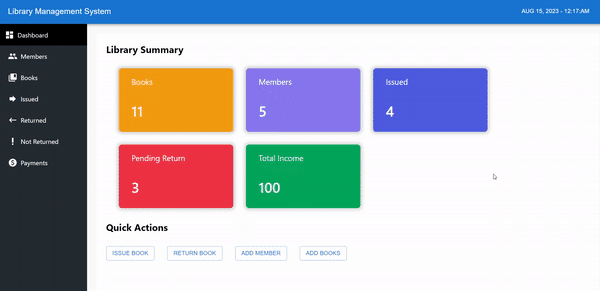 Library Management System
AUG 15, 2023 - 12:17:AM
Dashboard
Members
Books
Issued
Returned
Not Returned
Payments
Library Summary
Books
11
Members
5
Issued
4
Pending Return
3
Total Income
100
Quick Actions
ISSUE BOOK
RETURN BOOK
ADD MEMBER
ADD BOOKS